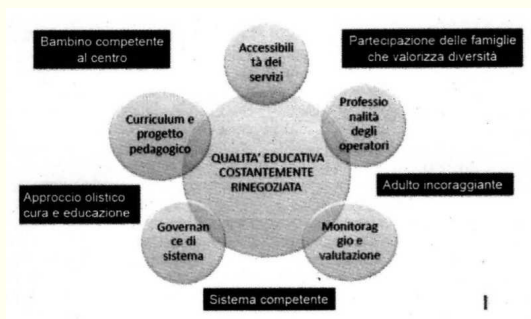 Bambino competente
al centro
Accessibili
tà dei
servizi
Partecipazione delle famiglie
che valorizza diversità
Curriculum e
progetto
pedagogico
Professio
nalità
degli
operatori
QUALITA' EDUCATIVA
COSTANTEMENTE
RINEGOZIATA
Approccio olistico
cura e educazione
Adulto incoraggiante
Governan
ce di
sistema
Monitorag
gio e
valutazione
Sistema competente